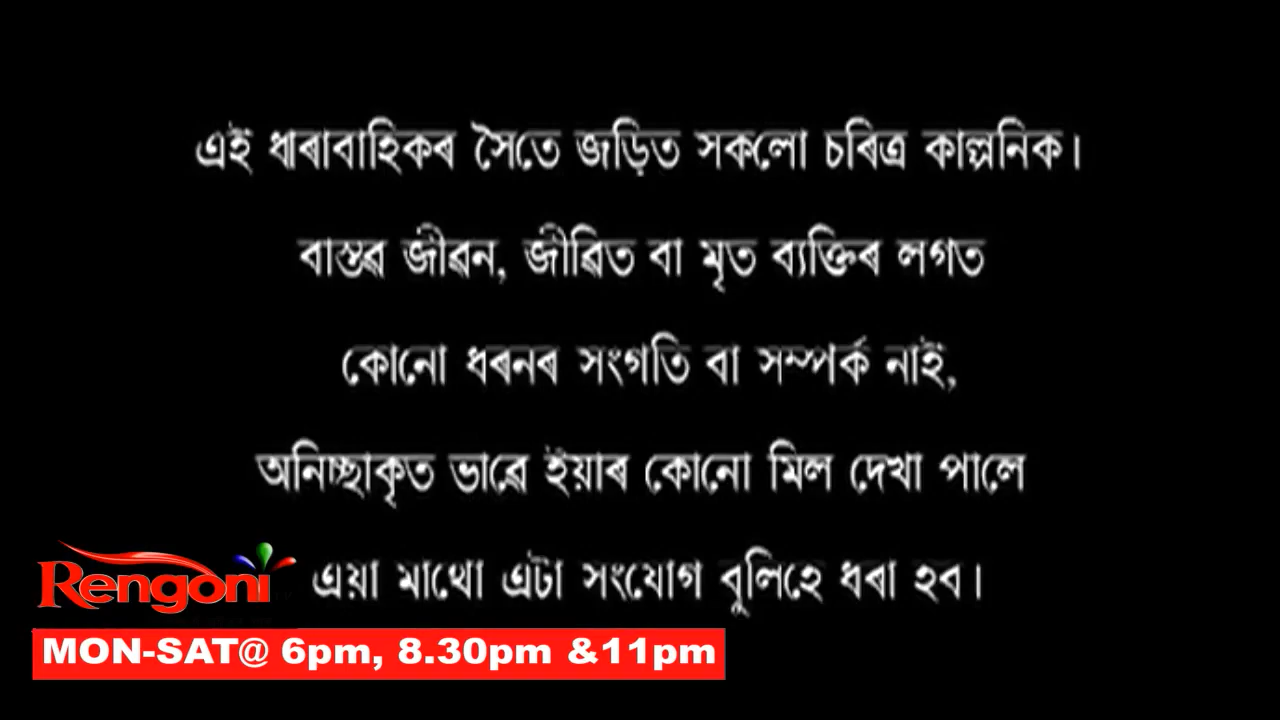 এই ধাৰাবাহিকৰ সৈতে জড়িত সকলো চৰিত্ৰ কাল্পনিক।
বাস্তৱ জীৱন, জীৱিত বা মৃত ব্যক্তিৰ লগত
কোনো ধৰনৰ সংগতি বা সম্পৰ্ক নাই,
অনিচ্ছাকৃত ভাৱে ইয়াৰ কোনো মিল দেখা পালে
এয়া মাথো এটা সংযোগ বুলিহে ধৰা হব।
Rengoni
MON-SAT@ 6pm, 8.30pm &11pm